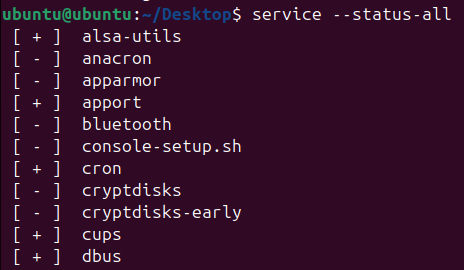 ubuntu@ubuntu:~/Desktop$ service --status-all
[ + ]  alsa-utils
[ - ]  anacron
[ - ]  apparmor
[ + ]  apport
[ - ]  bluetooth
[ - ]  console-setup.sh
[ + ]  cron
[ - ]  cryptdisks
[ - ]  cryptdisks-early
[ + ]  cups
[ + ]  dbus